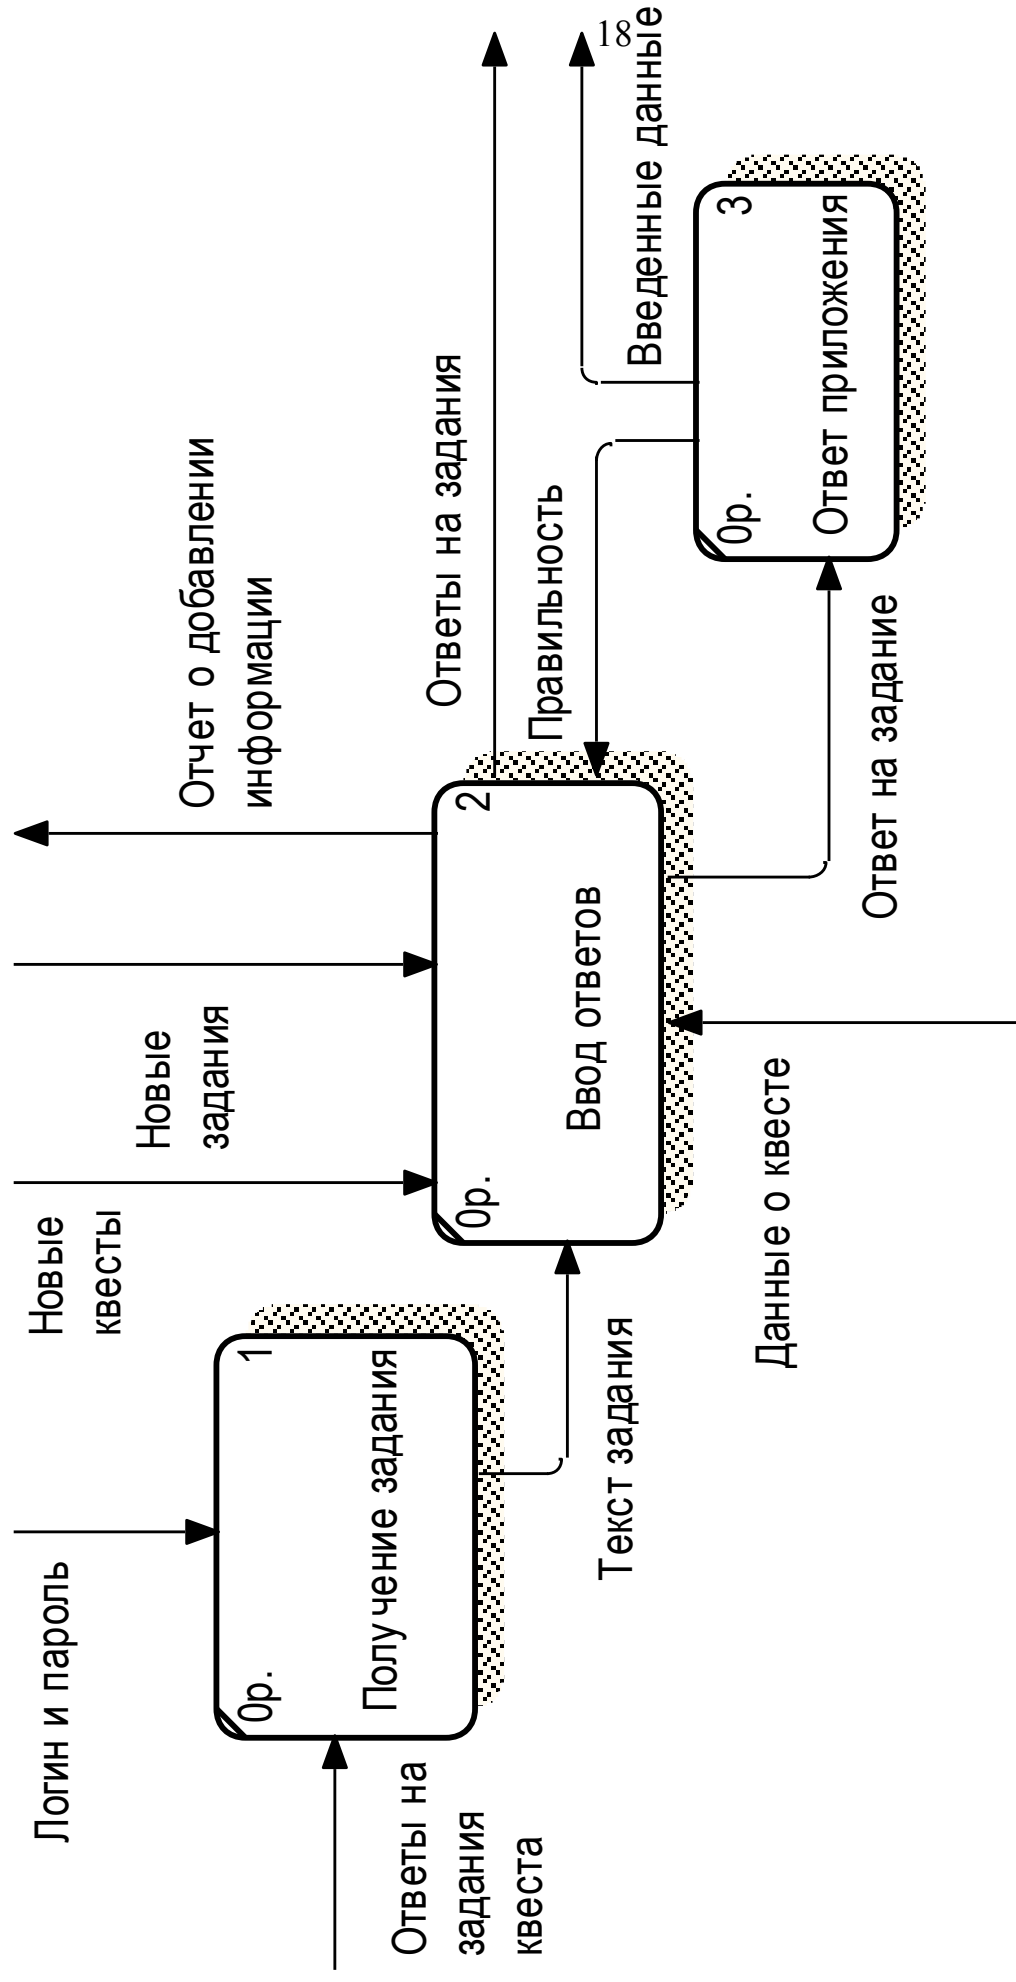 18
Логин и пароль
Новые
квесты
Новые
задания
Отчет о добавлении
информации
Ответы на
задания
квеста
0р.
1
Получение задания
Текст задания
0р.
2
Ввод ответов
Данные о квесте
Ответы на задания
Правильность
Введенные данные
Ответ на задание
0р.
3
Ответ приложения